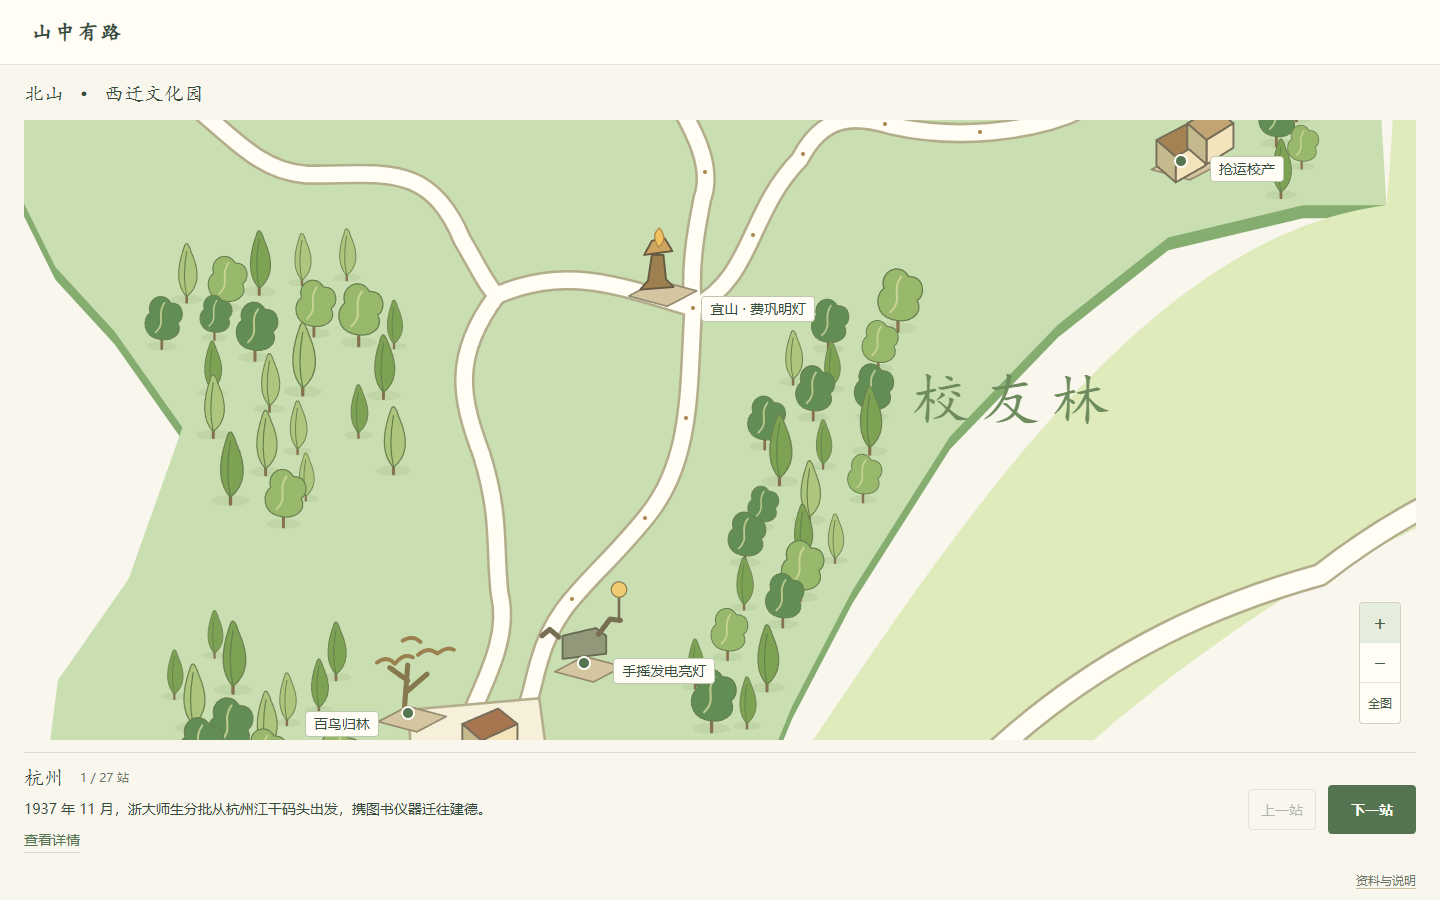 山中有路
北山 • 西迁文化园
抢运校产
宜山 · 费巩明灯
校友林
手摇发电亮灯
百鸟归林
+
−
全图
杭州 1 / 27 站
1937 年 11 月，浙大师生分批从杭州江干码头出发，携图书仪器迁往建德。
查看详情
上一站
下一站
资料与说明